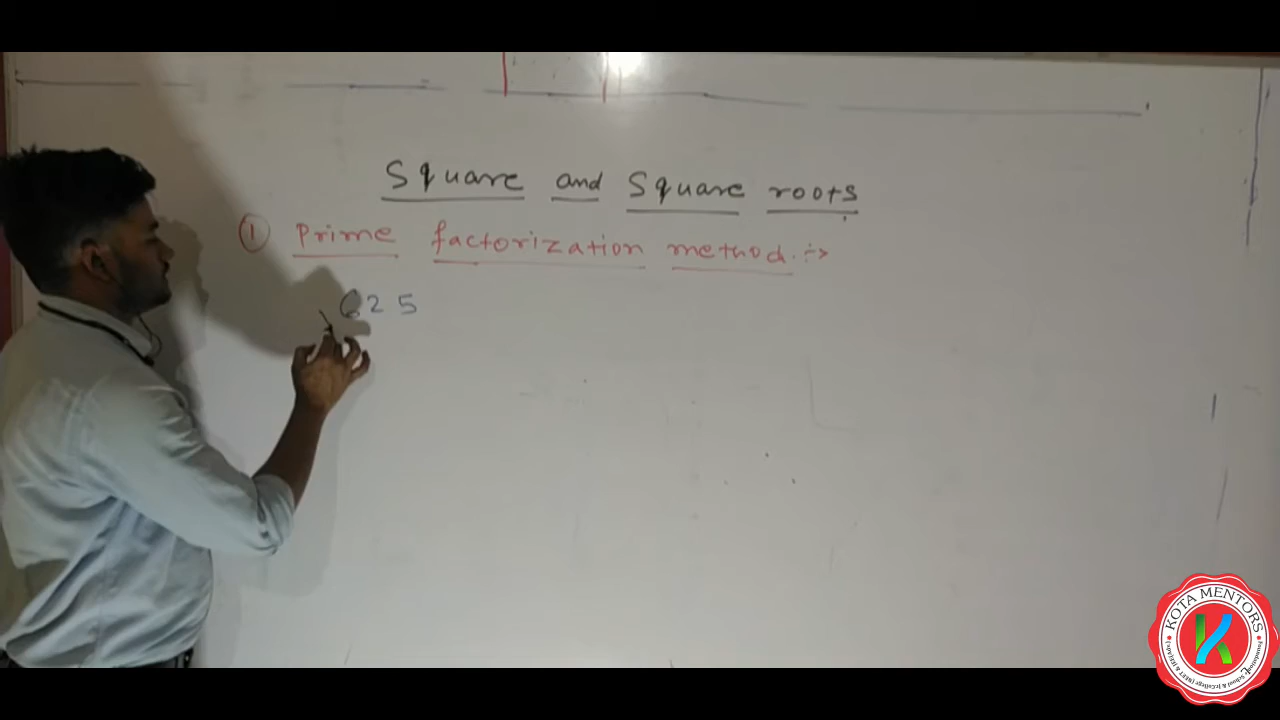 Square and Square roots
① Prime factorization method :->
625
KOTA MENTORS